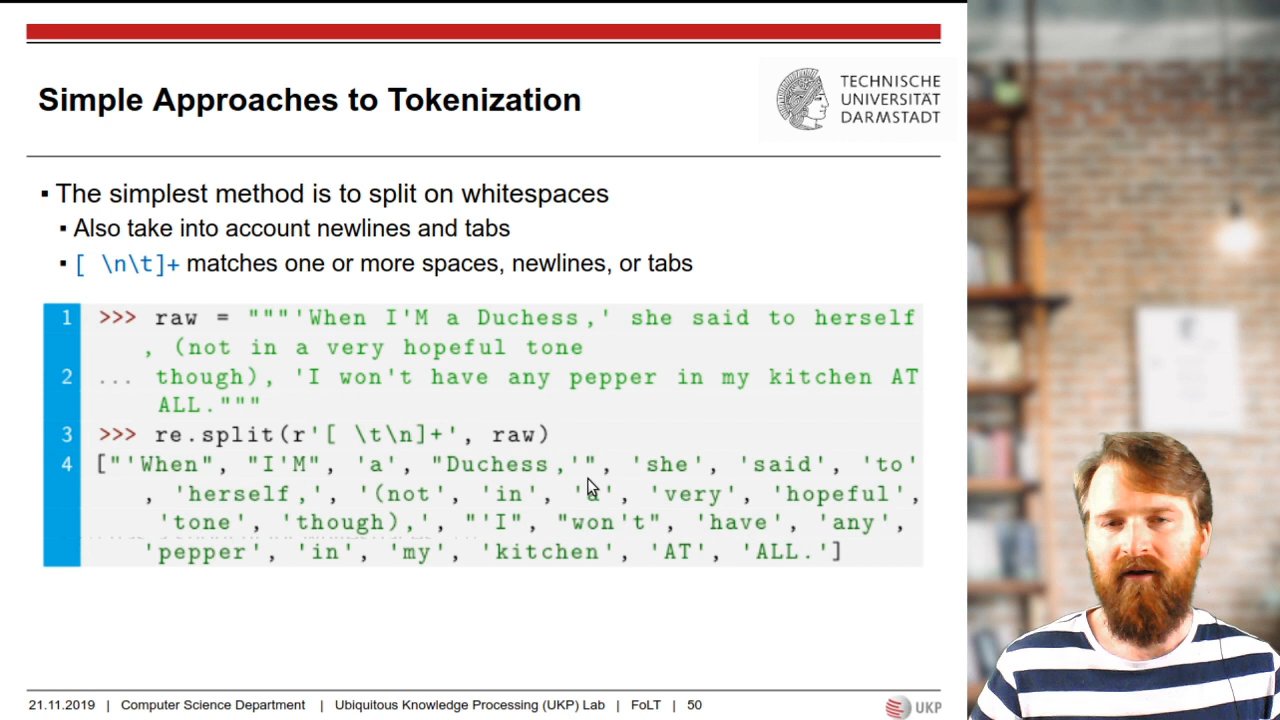 Simple Approaches to Tokenization
TECHNISCHE
UNIVERSITÄT
DARMSTADT
▪ The simplest method is to split on whitespaces
▪ Also take into account newlines and tabs
▪ [ \n\t]+ matches one or more spaces, newlines, or tabs
1 >>> raw = """'When I'M a Duchess,' she said to herself
, (not in a very hopeful tone
2 ... though), 'I won't have any pepper in my kitchen AT
ALL."""
3 >>> re.split(r'[ \t\n]+', raw)
4 ["'When", "I'M", 'a', "Duchess,'", 'she', 'said', 'to'
, 'herself,', '(not', 'in', 'a', 'very', 'hopeful',
'tone', 'though),', "'I", "won't", 'have', 'any',
'pepper', 'in', 'my', 'kitchen', 'AT', 'ALL.']
21.11.2019 | Computer Science Department | Ubiquitous Knowledge Processing (UKP) Lab | FoLT | 50
UKP